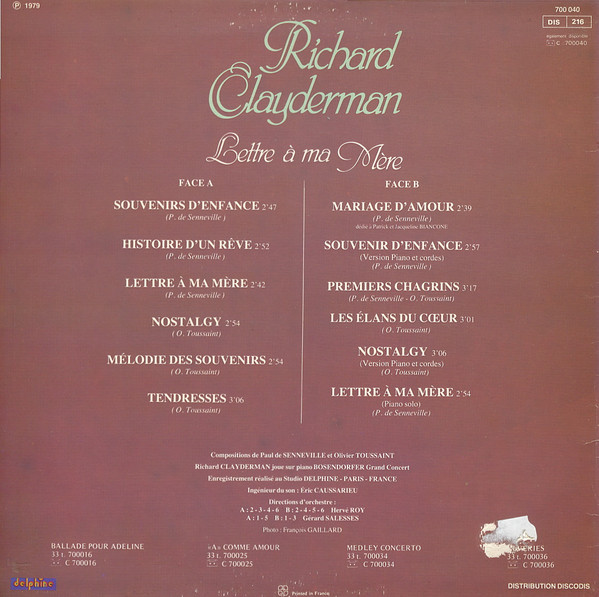 ℗ 1979
700 040
DIS 216
également disponible
C 700040
Richard
Clayderman
Lettre à ma Mère
FACE A
SOUVENIRS D'ENFANCE 2'47
(P. de Senneville)
HISTOIRE D'UN RÊVE 2'52
(P. de Senneville)
LETTRE À MA MÈRE 2'42
(P. de Senneville)
NOSTALGY 2'54
(O. Toussaint)
MÉLODIE DES SOUVENIRS 2'54
(O. Toussaint)
TENDRESSES 3'06
(O. Toussaint)
FACE B
MARIAGE D'AMOUR 2'39
(P. de Senneville)
dédié à Patrick et Jacqueline BIANCONE
SOUVENIR D'ENFANCE 2'57
(Version Piano et cordes)
(P. de Senneville)
PREMIERS CHAGRINS 3'17
(P. de Senneville - O. Toussaint)
LES ÉLANS DU CŒUR 3'01
(O. Toussaint)
NOSTALGY 3'06
(Version Piano et cordes)
(O. Toussaint)
LETTRE À MA MÈRE 2'54
(Piano solo)
(P. de Senneville)
Compositions de Paul de SENNEVILLE et Olivier TOUSSAINT
Richard CLAYDERMAN joue sur piano BOSENDORFER Grand Concert
Enregistrement réalisé au Studio DELPHINE - PARIS - FRANCE
Ingénieur du son : Éric CAUSSARIEU
Directions d'orchestre :
A : 2 - 3 - 4 - 6 B : 2 - 4 - 5 - 6 Hervé ROY
A : 1 - 5 B : 1 - 3 Gérard SALESSES
Photo : François GAILLARD
BALLADE POUR ADELINE
33 t. 700016
C 700016
«A» COMME AMOUR
33 t. 700025
C 700025
MEDLEY CONCERTO
33 t. 700034
C 700034
33 t. 700036
C 700036
delphine
Printed in France
DISTRIBUTION DISCODIS